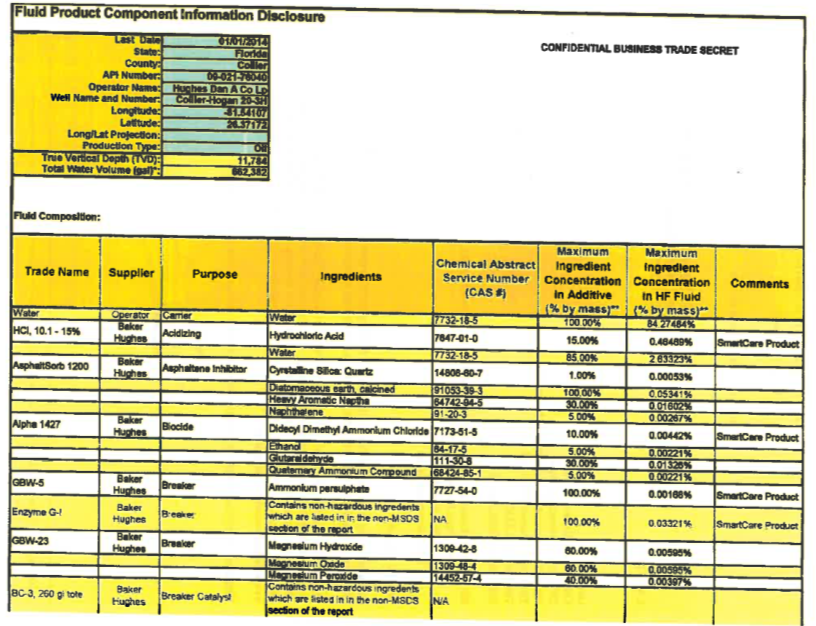 Fluid Product Component Information Disclosure
CONFIDENTIAL BUSINESS TRADE SECRET
Last Date 01/01/2014
State: Florida
County: Collier
API Number: 09-021-76040
Operator Name: Hughes Dan A Co Lp
Well Name and Number: Collier-Hogan 20-3H
Longitude: -81.54107
Latitude: 26.37172
Long/Lat Projection:
Production Type: Oil
True Vertical Depth (TVD): 11,784
Total Water Volume (gal)*: 662,382
Fluid Composition:
Trade Name Supplier Purpose Ingredients Chemical Abstract Service Number (CAS #) Maximum Ingredient Concentration in Additive (% by mass)** Maximum Ingredient Concentration in HF Fluid (% by mass)** Comments
Water Operator Carrier Water 7732-18-5 100.00% 84.27484%
HCl, 10.1 - 15% Baker Hughes Acidizing Hydrochloric Acid 7647-01-0 15.00% 0.46469% SmartCare Product
Water 7732-18-5 85.00% 2.63323%
AsphaltSorb 1200 Baker Hughes Asphaltene Inhibitor Cyrstalline Silica: Quartz 14808-60-7 1.00% 0.00053%
Diatomaceous earth, calcined 91053-39-3 100.00% 0.05341%
Heavy Aromatic Naptha 64742-94-5 30.00% 0.01602%
Naphthalene 91-20-3 5.00% 0.00267%
Alpha 1427 Baker Hughes Biocide Didecyl Dimethyl Ammonium Chloride 7173-51-5 10.00% 0.00442% SmartCare Product
Ethanol 64-17-5 5.00% 0.00221%
Glutaraldehyde 111-30-8 30.00% 0.01326%
Quaternary Ammonium Compound 68424-85-1 5.00% 0.00221%
GBW-5 Baker Hughes Breaker Ammonium persulphate 7727-54-0 100.00% 0.00166% SmartCare Product
Enzyme Baker Hughes Breaker Contains non-hazardous ingredents which are listed in in the non-MSDS section of the report NA 100.00% 0.03321% SmartCare Product
GBW-23 Baker Hughes Breaker Magnesium Hydroxide 1309-42-8 60.00% 0.00595%
Magnesium Oxide 1309-48-4 60.00% 0.00595%
Magnesium Peroxide 14452-57-4 40.00% 0.00397%
BC-3, 260 gl tote Baker Hughes Breaker Catalyst Contains non-hazardous ingredents which are listed in in the non-MSDS section of the report N/A